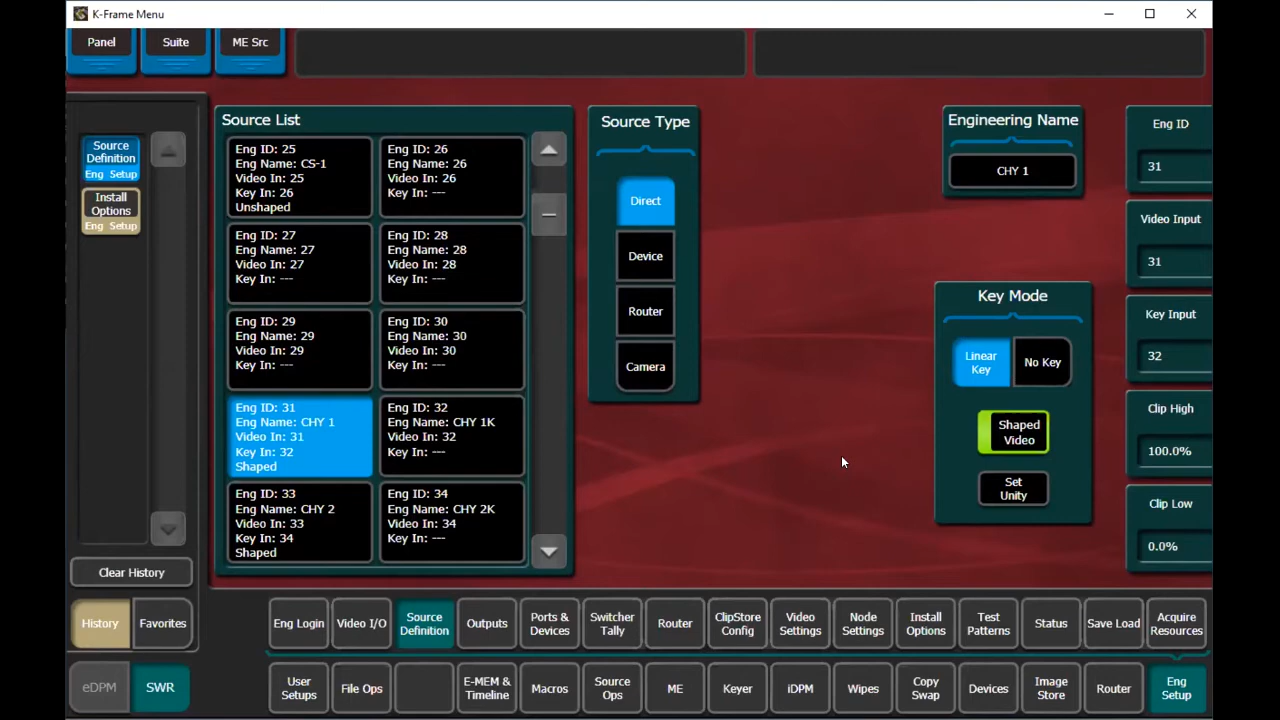 K-Frame Menu
Panel
Suite
ME Src
Source
Definition
Eng Setup
Install
Options
Eng Setup
Clear History
History
Favorites
eDPM
SWR
Source List
Eng ID: 25
Eng Name: CS-1
Video In: 25
Key In: 26
Unshaped
Eng ID: 26
Eng Name: 26
Video In: 26
Key In: ---
Eng ID: 27
Eng Name: 27
Video In: 27
Key In: ---
Eng ID: 28
Eng Name: 28
Video In: 28
Key In: ---
Eng ID: 29
Eng Name: 29
Video In: 29
Key In: ---
Eng ID: 30
Eng Name: 30
Video In: 30
Key In: ---
Eng ID: 31
Eng Name: CHY 1
Video In: 31
Key In: 32
Shaped
Eng ID: 32
Eng Name: CHY 1K
Video In: 32
Key In: ---
Eng ID: 33
Eng Name: CHY 2
Video In: 33
Key In: 34
Shaped
Eng ID: 34
Eng Name: CHY 2K
Video In: 34
Key In: ---
Source Type
Direct
Device
Router
Camera
Engineering Name
CHY 1
Key Mode
Linear
Key
No Key
Shaped
Video
Set
Unity
Eng ID
31
Video Input
31
Key Input
32
Clip High
100.0%
Clip Low
0.0%
Eng Login
Video I/O
Source
Definition
Outputs
Ports &
Devices
Switcher
Tally
Router
ClipStore
Config
Video
Settings
Node
Settings
Install
Options
Test
Patterns
Status
Save Load
Acquire
Resources
User
Setups
File Ops
E-MEM &
Timeline
Macros
Source
Ops
ME
Keyer
iDPM
Wipes
Copy
Swap
Devices
Image
Store
Router
Eng
Setup